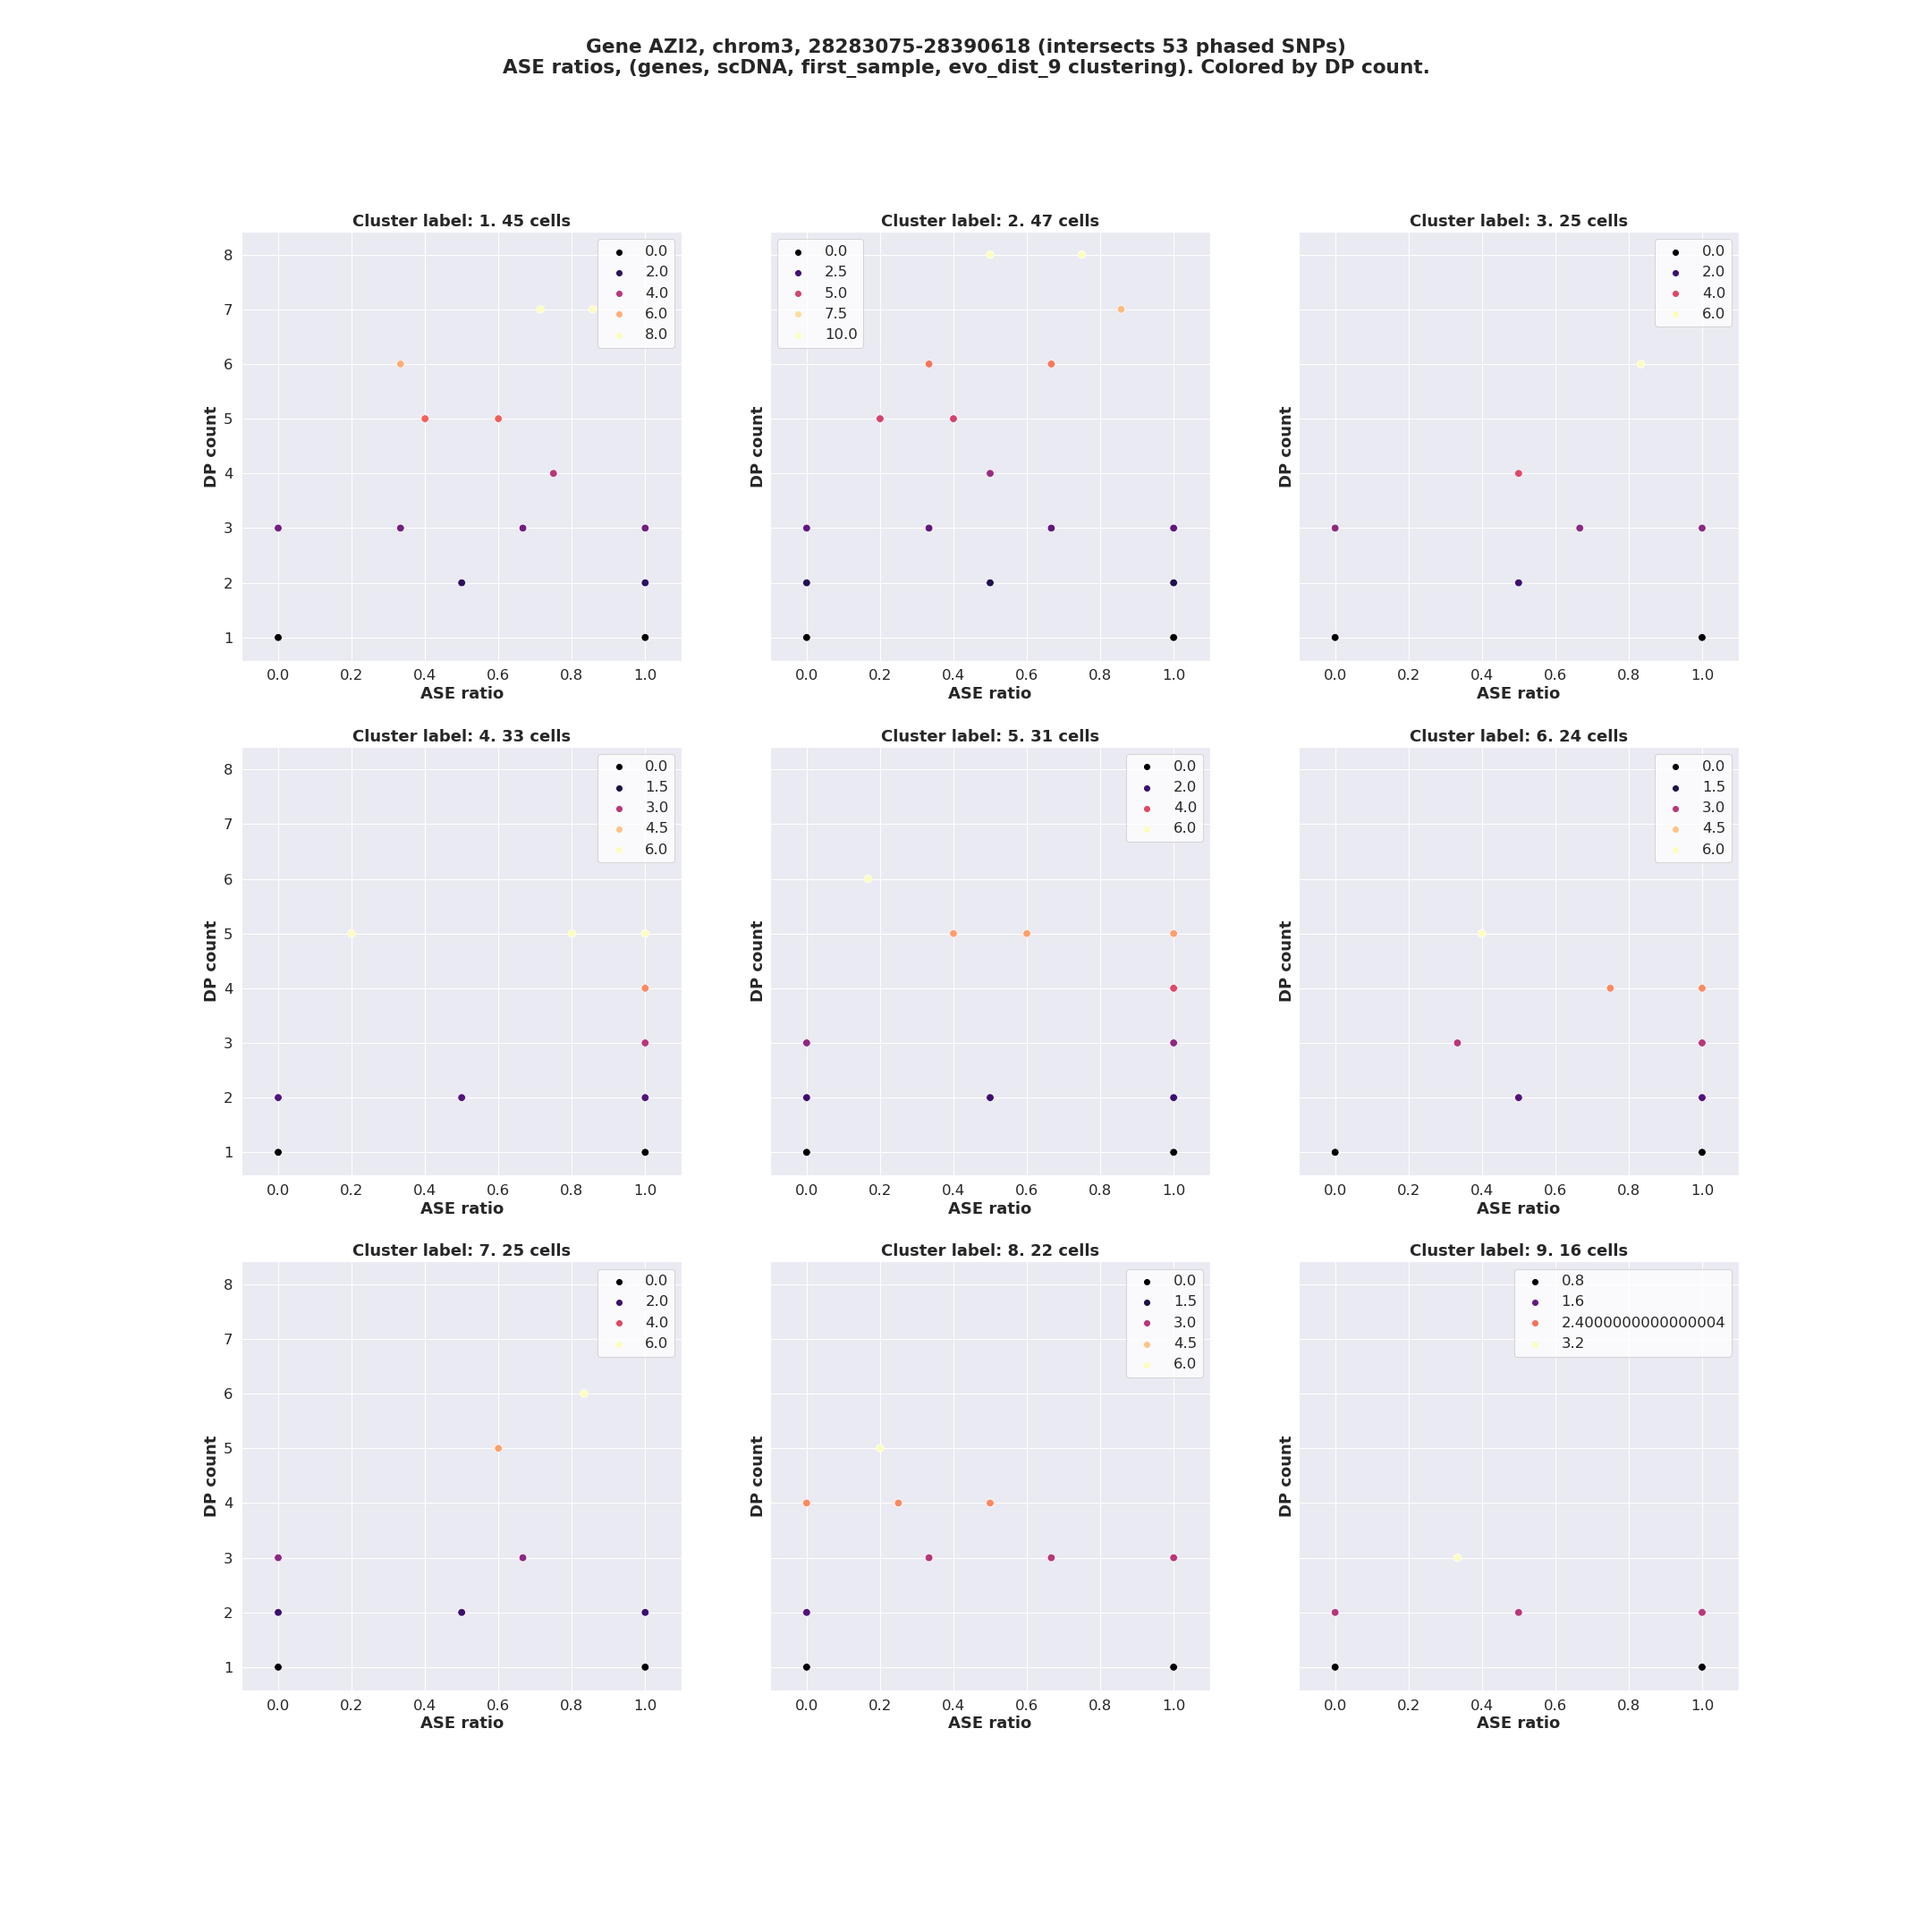 Gene AZI2, chrom3, 28283075-28390618 (intersects 53 phased SNPs)
ASE ratios, (genes, scDNA, first_sample, evo_dist_9 clustering). Colored by DP count.
Cluster label: 1. 45 cells
8
7
6
5
4
3
2
1
DP count
0.0
2.0
4.0
6.0
8.0
0.0 0.2 0.4 0.6 0.8 1.0
ASE ratio
Cluster label: 2. 47 cells
DP count
0.0
2.5
5.0
7.5
10.0
0.0 0.2 0.4 0.6 0.8 1.0
ASE ratio
Cluster label: 3. 25 cells
DP count
0.0
2.0
4.0
6.0
0.0 0.2 0.4 0.6 0.8 1.0
ASE ratio
Cluster label: 4. 33 cells
8
7
6
5
4
3
2
1
DP count
0.0
1.5
3.0
4.5
6.0
0.0 0.2 0.4 0.6 0.8 1.0
ASE ratio
Cluster label: 5. 31 cells
DP count
0.0
2.0
4.0
6.0
0.0 0.2 0.4 0.6 0.8 1.0
ASE ratio
Cluster label: 6. 24 cells
DP count
0.0
1.5
3.0
4.5
6.0
0.0 0.2 0.4 0.6 0.8 1.0
ASE ratio
Cluster label: 7. 25 cells
8
7
6
5
4
3
2
1
DP count
0.0
2.0
4.0
6.0
0.0 0.2 0.4 0.6 0.8 1.0
ASE ratio
Cluster label: 8. 22 cells
DP count
0.0
1.5
3.0
4.5
6.0
0.0 0.2 0.4 0.6 0.8 1.0
ASE ratio
Cluster label: 9. 16 cells
DP count
0.8
1.6
2.4000000000000004
3.2
0.0 0.2 0.4 0.6 0.8 1.0
ASE ratio